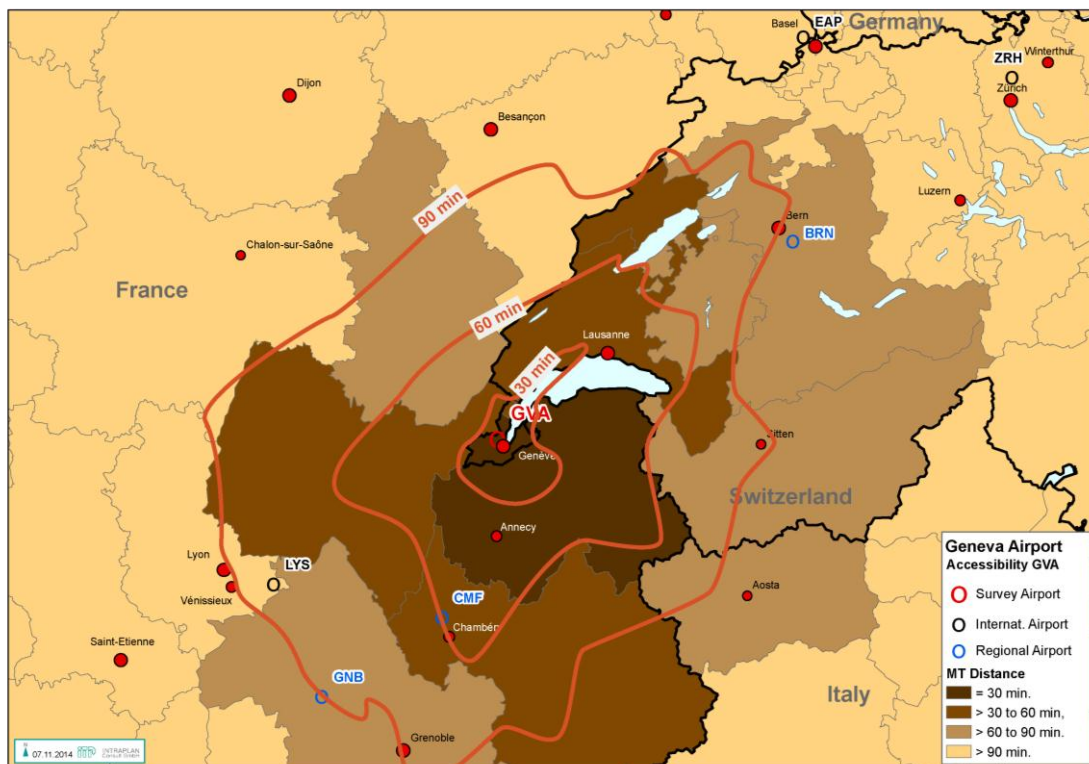 Basel
EAP
Germany
ZRH
Winterthur
Zürich
Dijon
Besançon
Luzern
90 min
Bern
BRN
Chalon-sur-Saône
France
60 min
Lausanne
30 min
GVA
Genève
Sitten
Switzerland
Annecy
Lyon
LYS
Vénissieux
Aosta
CMF
Chambér
Saint-Etienne
GNB
Italy
Grenoble
Geneva Airport
Accessibility GVA
Survey Airport
Internat. Airport
Regional Airport
MT Distance
= 30 min.
> 30 to 60 min,
> 60 to 90 min.
> 90 min.
07.11.2014
INTRAPLAN
Consult GmbH